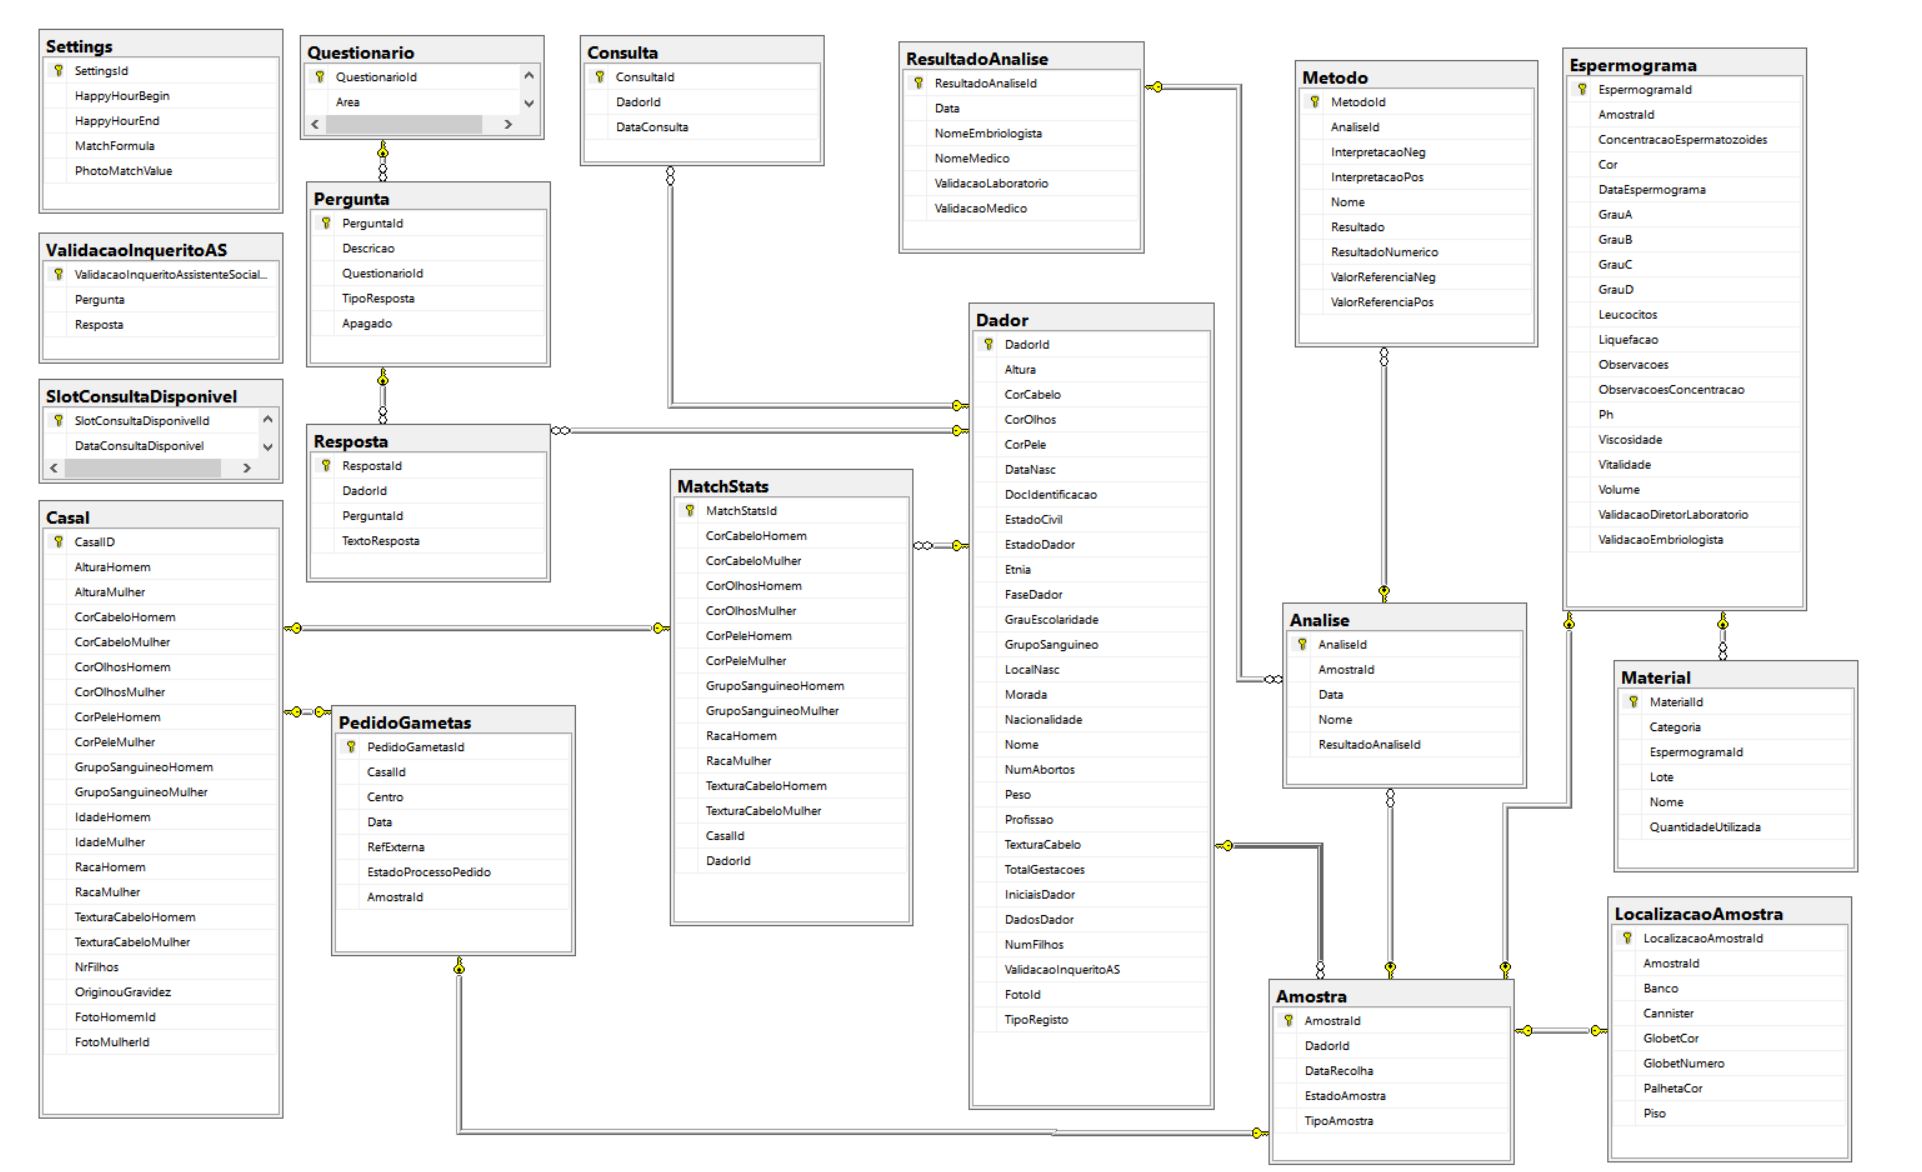 Settings
SettingsId
HappyHourBegin
HappyHourEnd
MatchFormula
PhotoMatchValue
ValidacaoInqueritoAS
ValidacaoInqueritoAssistenteSocial...
Pergunta
Resposta
SlotConsultaDisponivel
SlotConsultaDisponivelId
DataConsultaDisponivel
Casal
CasalID
AlturaHomem
AlturaMulher
CorCabeloHomem
CorCabeloMulher
CorOlhosHomem
CorOlhosMulher
CorPeleHomem
CorPeleMulher
GrupoSanguineoHomem
GrupoSanguineoMulher
IdadeHomem
IdadeMulher
RacaHomem
RacaMulher
TexturaCabeloHomem
TexturaCabeloMulher
NrFilhos
OriginouGravidez
FotoHomemId
FotoMulherId
Questionario
QuestionarioId
Area
Pergunta
PerguntaId
Descricao
QuestionarioId
TipoResposta
Apagado
Resposta
RespostaId
DadorId
PerguntaId
TextoResposta
PedidoGametas
PedidoGametasId
CasalId
Centro
Data
RefExterna
EstadoProcessoPedido
AmostraId
Consulta
ConsultaId
DadorId
DataConsulta
MatchStats
MatchStatsId
CorCabeloHomem
CorCabeloMulher
CorOlhosHomem
CorOlhosMulher
CorPeleHomem
CorPeleMulher
GrupoSanguineoHomem
GrupoSanguineoMulher
RacaHomem
RacaMulher
TexturaCabeloHomem
TexturaCabeloMulher
CasalId
DadorId
ResultadoAnalise
ResultadoAnaliseId
Data
NomeEmbriologista
NomeMedico
ValidacaoLaboratorio
ValidacaoMedico
Dador
DadorId
Altura
CorCabelo
CorOlhos
CorPele
DataNasc
DocIdentificacao
EstadoCivil
EstadoDador
Etnia
FaseDador
GrauEscolaridade
GrupoSanguineo
LocalNasc
Morada
Nacionalidade
Nome
NumAbortos
Peso
Profissao
TexturaCabelo
TotalGestacoes
IniciaisDador
DadosDador
NumFilhos
ValidacaoInqueritoAS
FotoId
TipoRegisto
Metodo
MetodoId
AnaliseId
InterpretacaoNeg
InterpretacaoPos
Nome
Resultado
ResultadoNumerico
ValorReferenciaNeg
ValorReferenciaPos
Analise
AnaliseId
AmostraId
Data
Nome
ResultadoAnaliseId
Amostra
AmostraId
DadorId
DataRecolha
EstadoAmostra
TipoAmostra
Espermograma
EspermogramaId
AmostraId
ConcentracaoEspermatozoides
Cor
DataEspermograma
GrauA
GrauB
GrauC
GrauD
Leucocitos
Liquefacao
Observacoes
ObservacoesConcentracao
Ph
Viscosidade
Vitalidade
Volume
ValidacaoDiretorLaboratorio
ValidacaoEmbriologista
Material
MaterialId
Categoria
EspermogramaId
Lote
Nome
QuantidadeUtilizada
LocalizacaoAmostra
LocalizacaoAmostraId
AmostraId
Banco
Cannister
GlobetCor
GlobetNumero
PalhetaCor
Piso